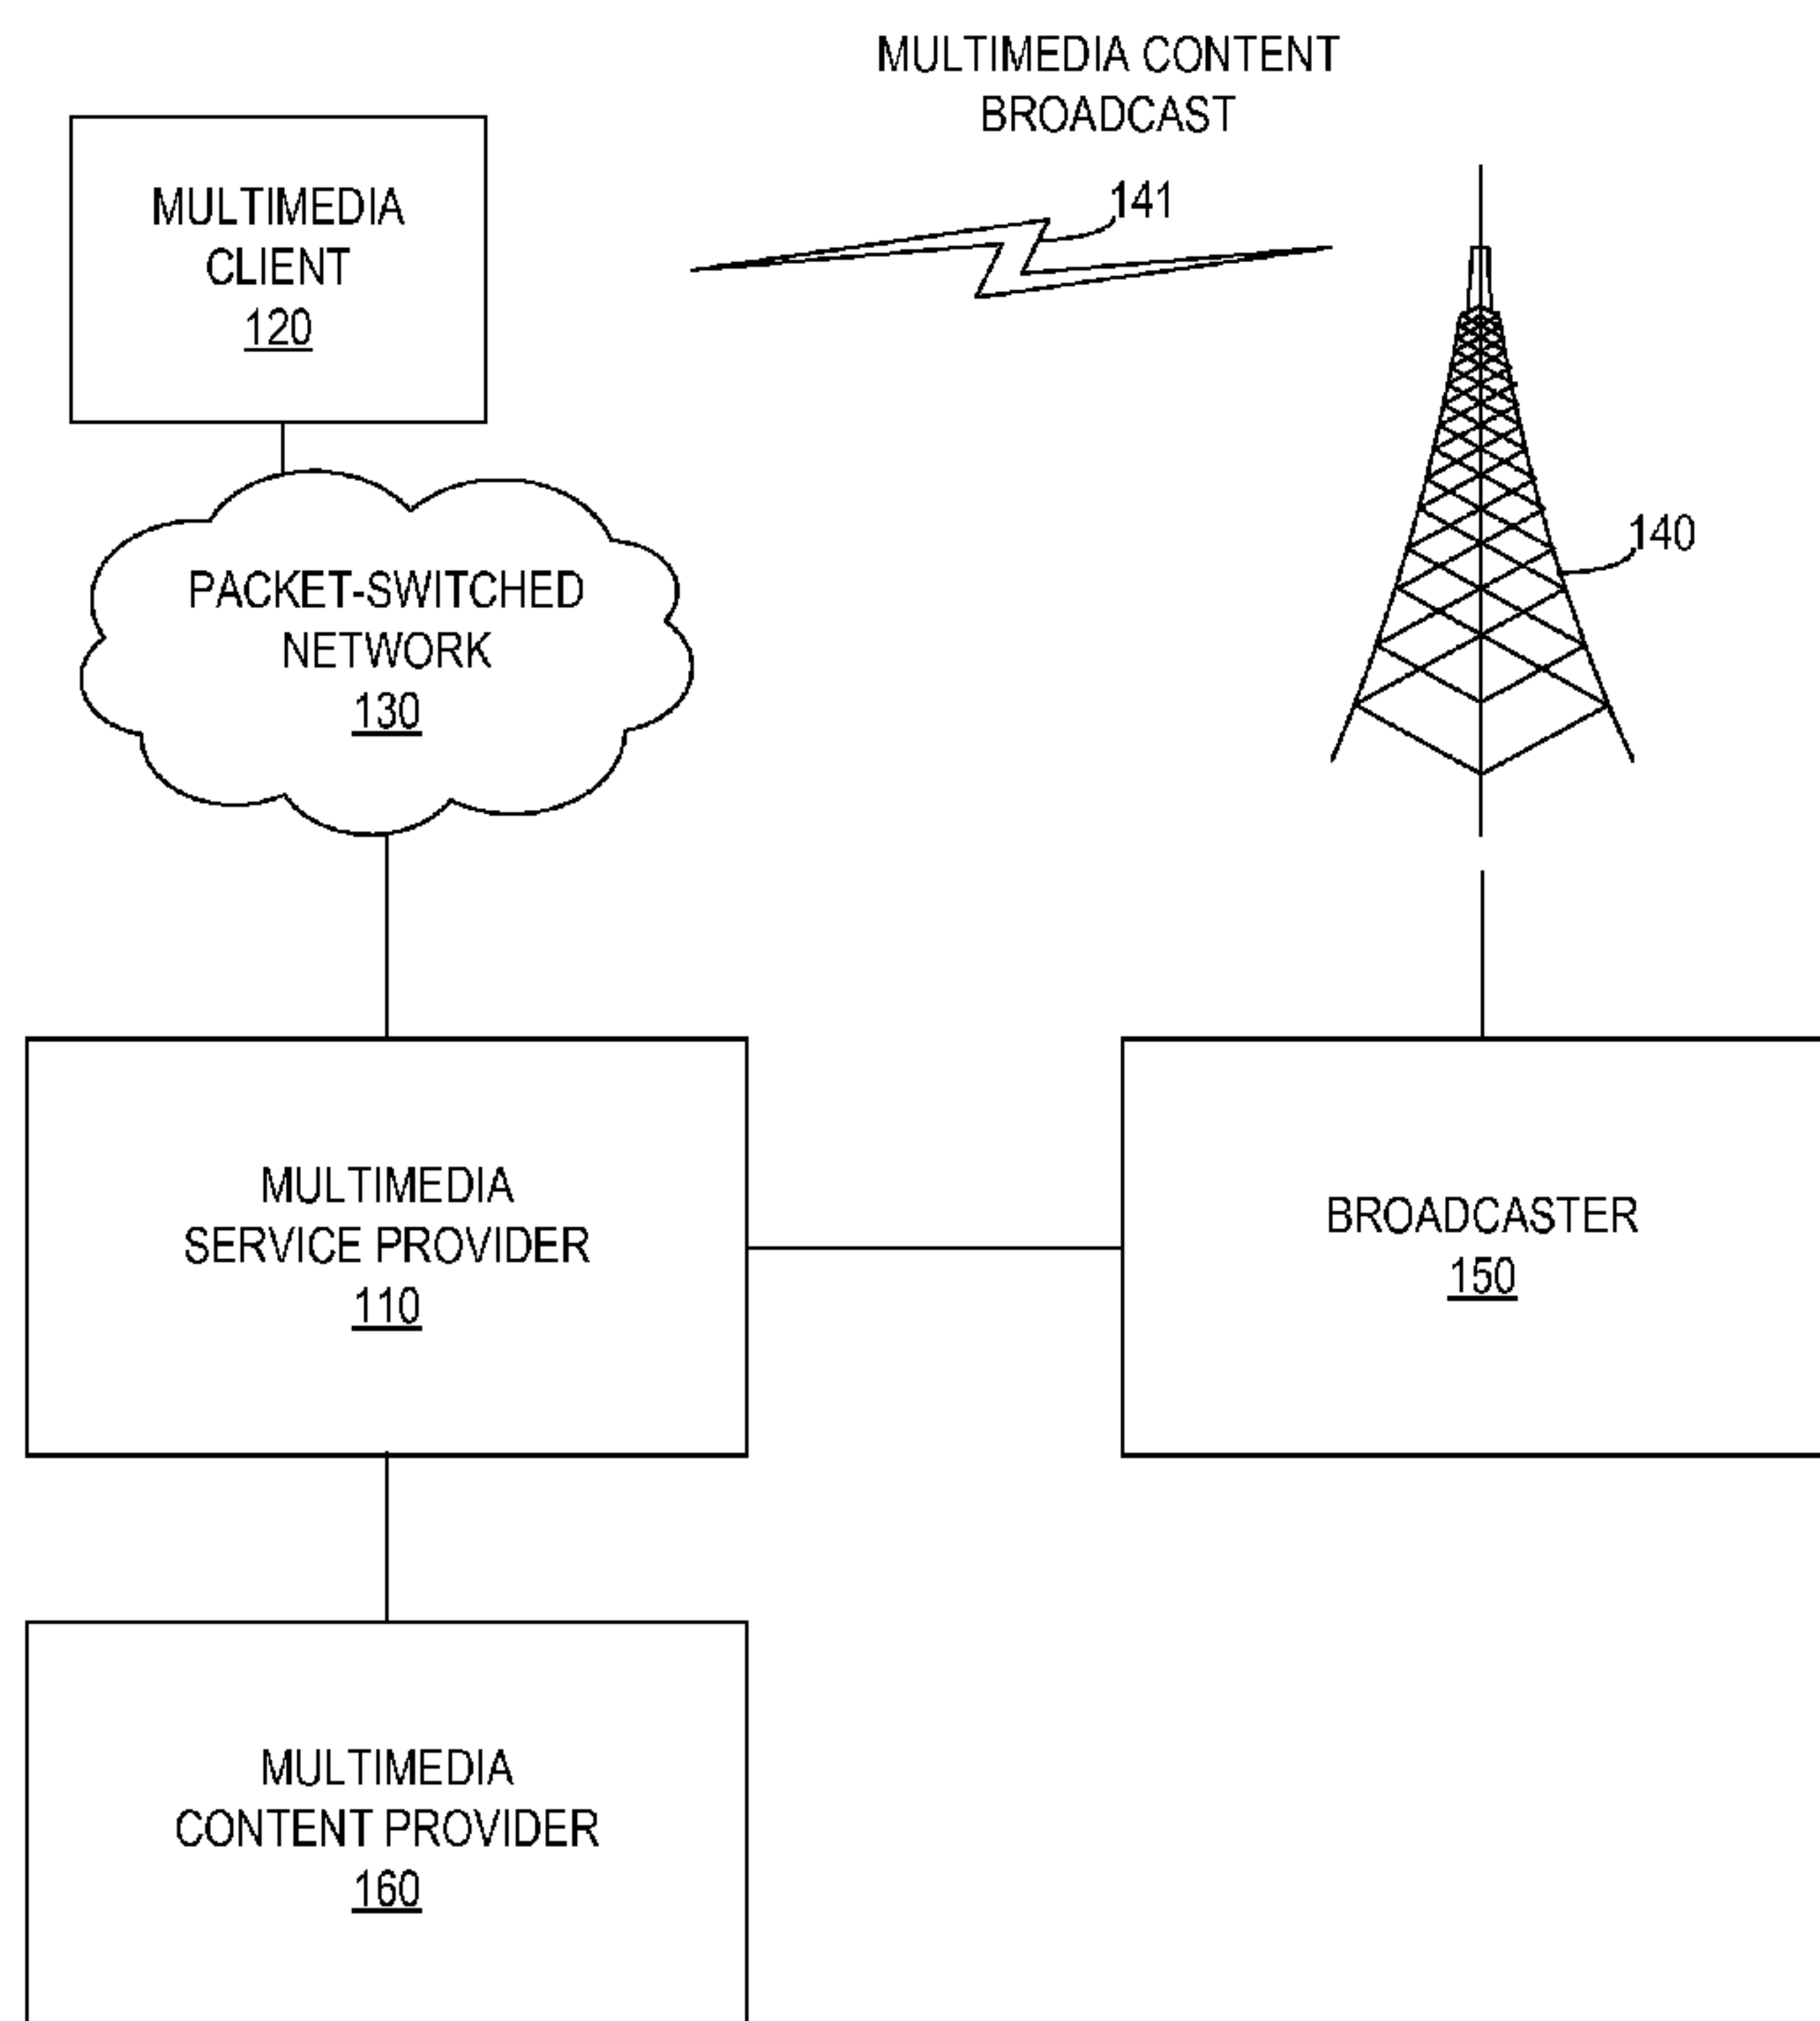 MULTIMEDIA CONTENT
BROADCAST
141
MULTIMEDIA
CLIENT
120
140
PACKET-SWITCHED
NETWORK
130
MULTIMEDIA
SERVICE PROVIDER
110
BROADCASTER
150
MULTIMEDIA
CONTENT PROVIDER
160